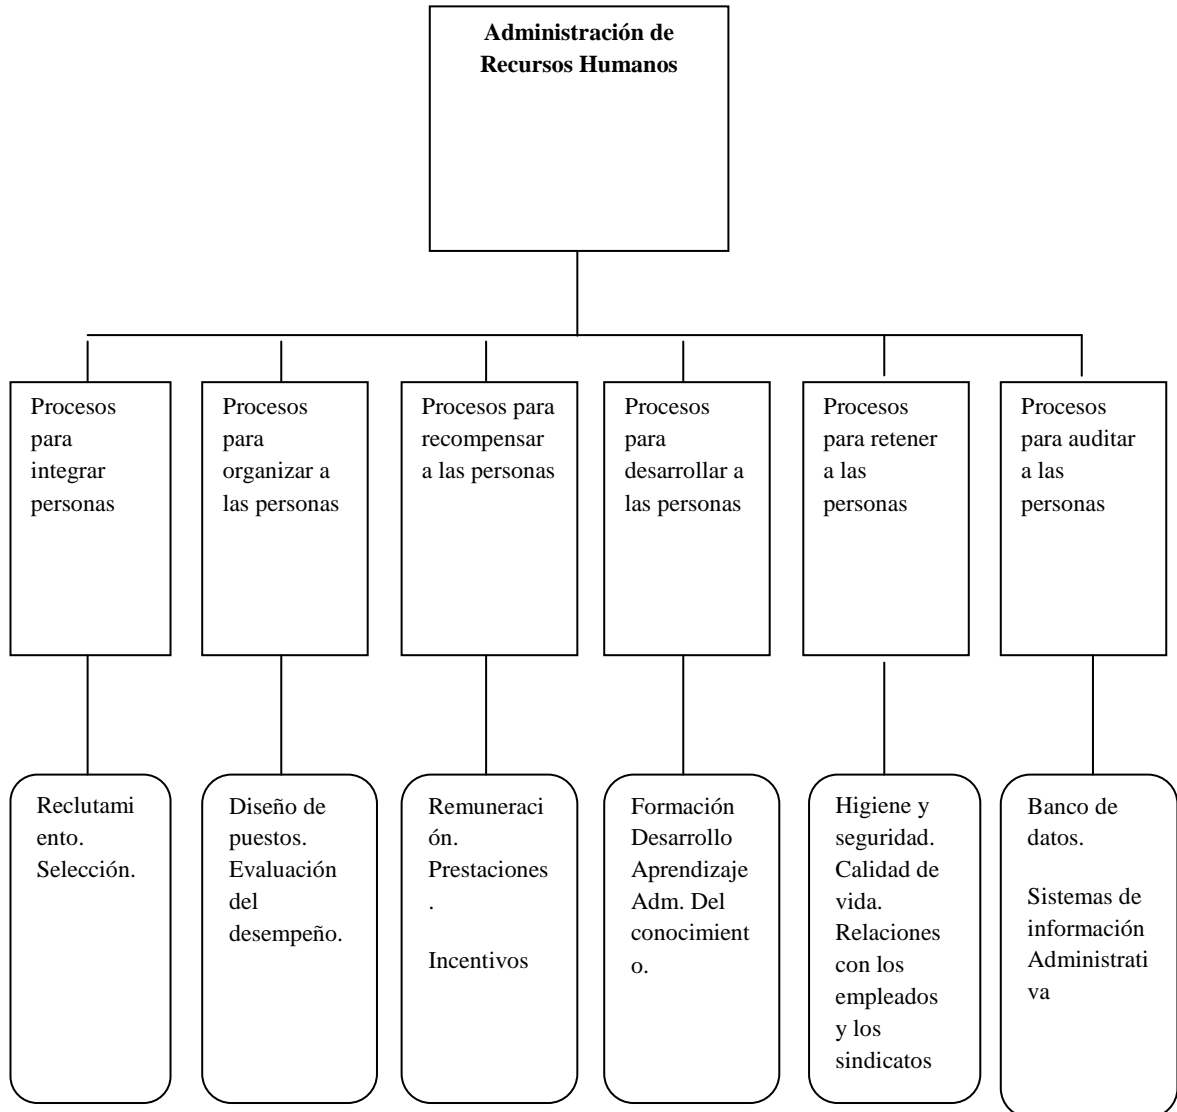 Administración de
Recursos Humanos
Procesos
para
integrar
personas
Procesos
para
organizar a
las personas
Procesos para
recompensar
a las personas
Procesos
para
desarrollar a
las personas
Procesos
para retener
a las
personas
Procesos
para auditar
a las
personas
Reclutami
ento.
Selección.
Diseño de
puestos.
Evaluación
del
desempeño.
Remuneraci
ón.
Prestaciones
.
Incentivos
Formación
Desarrollo
Aprendizaje
Adm. Del
conocimient
o.
Higiene y
seguridad.
Calidad de
vida.
Relaciones
con los
empleados
y los
sindicatos
Banco de
datos.
Sistemas de
información
Administrati
va